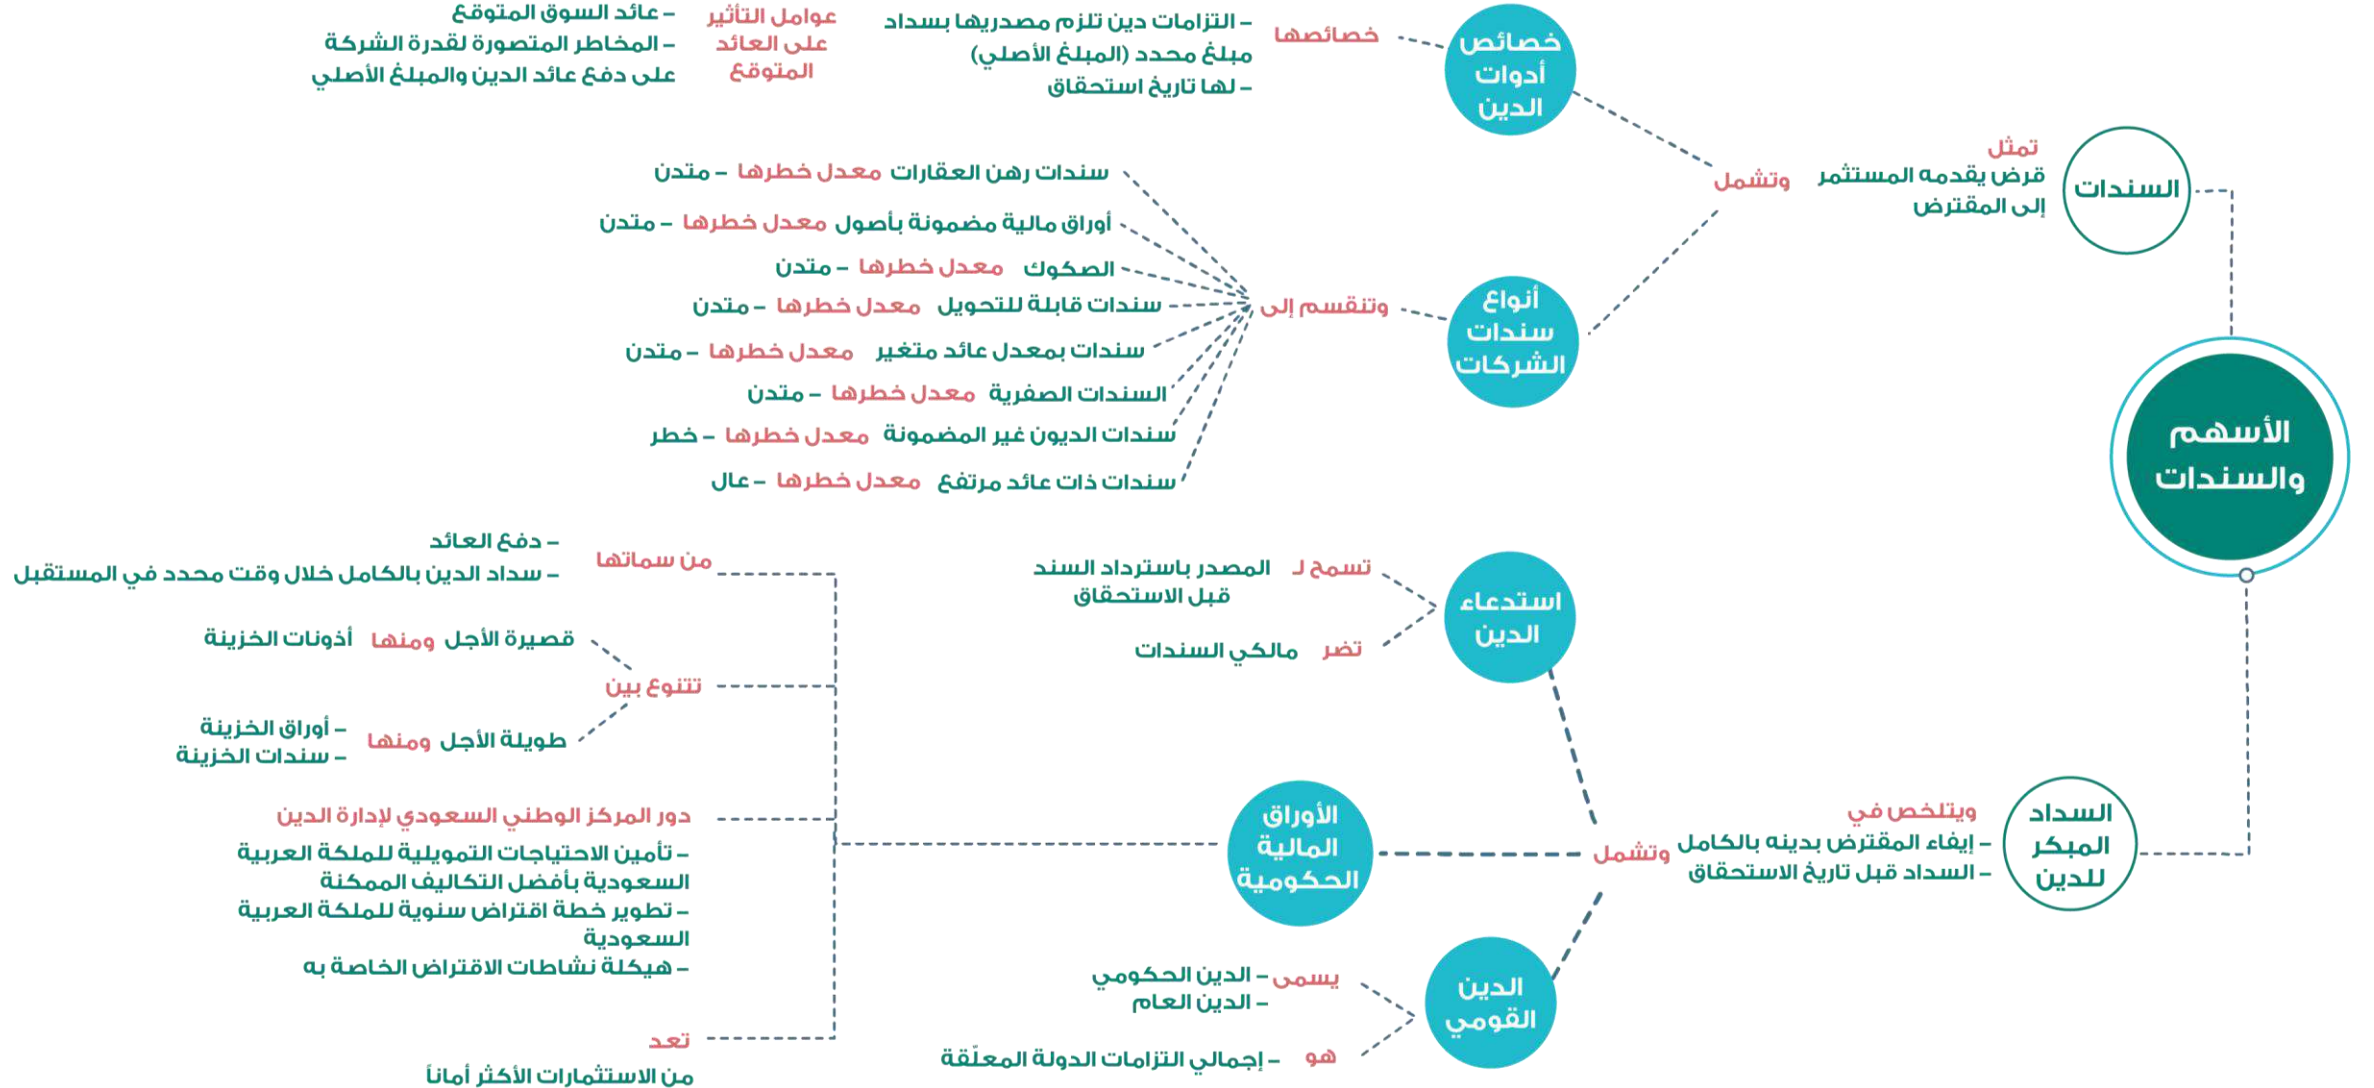 الأسهم
والسندات
السندات
تمثل
قرض يقدمه المستثمر
إلى المقترض
وتشمل
خصائص
أدوات
الدين
خصائصها
– التزامات دين تلزم مصدريها بسداد
مبلغ محدد (المبلغ الأصلي)
– لها تاريخ استحقاق
عوامل التأثير
على العائد
المتوقع
– عائد السوق المتوقع
– المخاطر المتصورة لقدرة الشركة
على دفع عائد الدين والمبلغ الأصلي
أنواع
سندات
الشركات
وتنقسم إلى
سندات رهن العقارات معدل خطرها – متدن
أوراق مالية مضمونة بأصول معدل خطرها – متدن
الصكوك معدل خطرها – متدن
سندات قابلة للتحويل معدل خطرها – متدن
سندات بمعدل عائد متغير معدل خطرها – متدن
السندات الصفرية معدل خطرها – متدن
سندات الديون غير المضمونة معدل خطرها – خطر
سندات ذات عائد مرتفع معدل خطرها – عال
السداد
المبكر
للدين
ويتلخص في
– إيفاء المقترض بدينه بالكامل
– السداد قبل تاريخ الاستحقاق
وتشمل
استدعاء
الدين
تسمح لـ المصدر باسترداد السند
قبل الاستحقاق
تضر مالكي السندات
الأوراق
المالية
الحكومية
من سماتها
– دفع العائد
– سداد الدين بالكامل خلال وقت محدد في المستقبل
تتنوع بين
قصيرة الأجل ومنها أذونات الخزينة
طويلة الأجل ومنها
– أوراق الخزينة
– سندات الخزينة
دور المركز الوطني السعودي لإدارة الدين
– تأمين الاحتياجات التمويلية للملكة العربية
السعودية بأفضل التكاليف الممكنة
– تطوير خطة اقتراض سنوية للملكة العربية
السعودية
– هيكلة نشاطات الاقتراض الخاصة به
تعد
من الاستثمارات الأكثر أماناً
الدين
القومي
يسمى
– الدين الحكومي
– الدين العام
هو – إجمالي التزامات الدولة المعلّقة